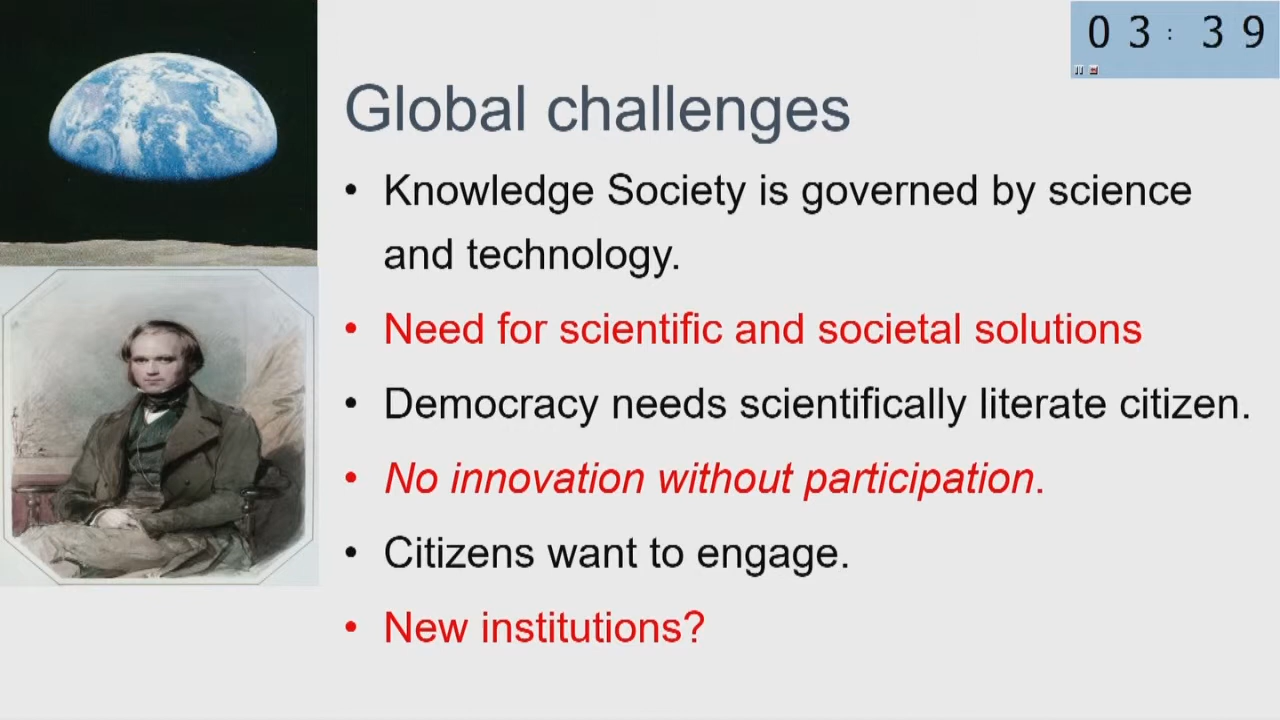 03:39
Global challenges
• Knowledge Society is governed by science
and technology.
• Need for scientific and societal solutions
• Democracy needs scientifically literate citizen.
• No innovation without participation.
• Citizens want to engage.
• New institutions?